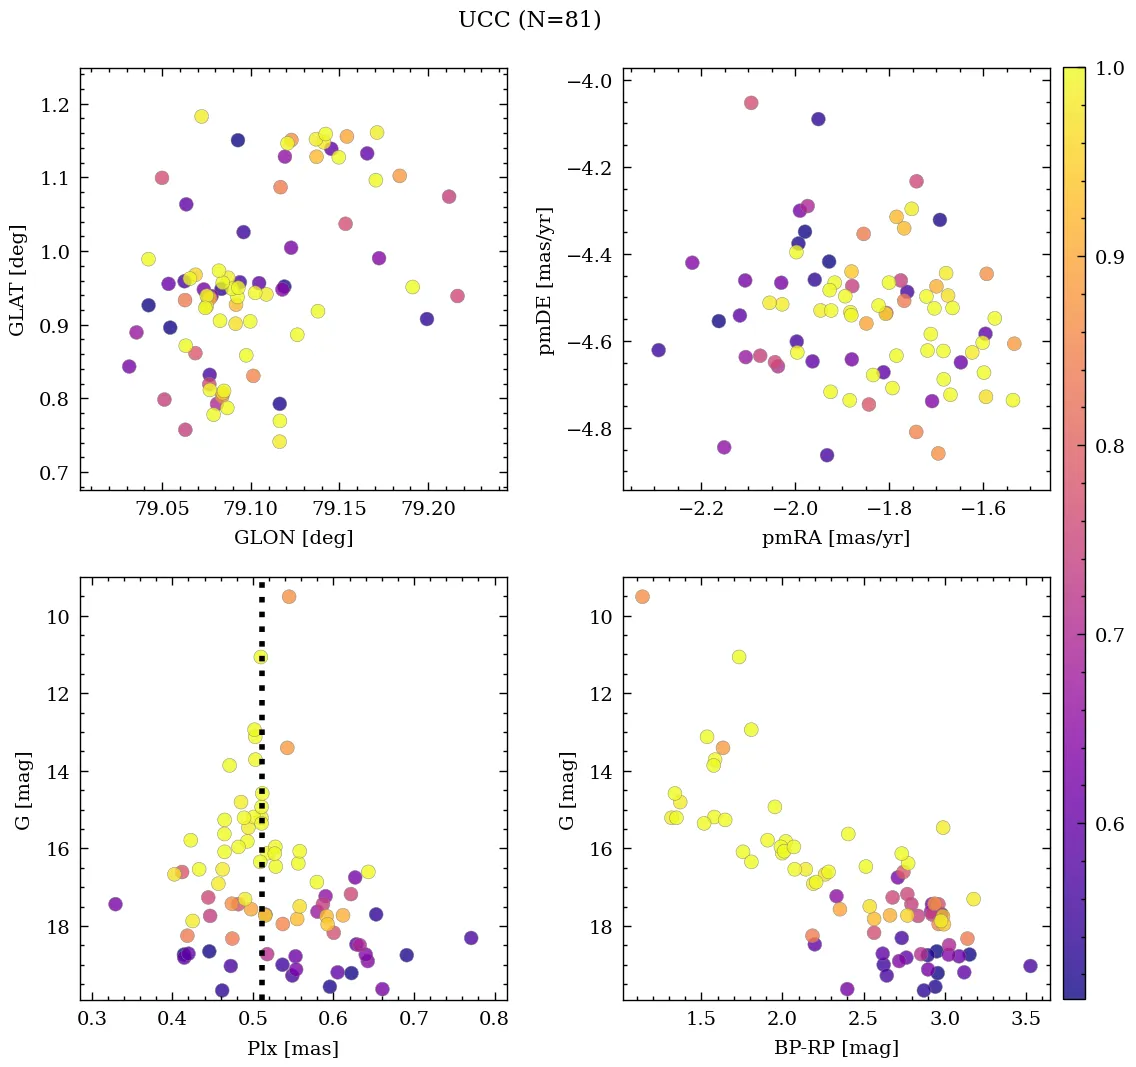 UCC (N=81)
1.2
1.1
1.0
0.9
0.8
0.7
GLAT [deg]
79.05 79.10 79.15 79.20
GLON [deg]
−4.0
−4.2
−4.4
−4.6
−4.8
pmDE [mas/yr]
−2.2 −2.0 −1.8 −1.6
pmRA [mas/yr]
10
12
14
16
18
G [mag]
0.3 0.4 0.5 0.6 0.7 0.8
Plx [mas]
10
12
14
16
18
G [mag]
1.5 2.0 2.5 3.0 3.5
BP-RP [mag]
1.0
0.9
0.8
0.7
0.6